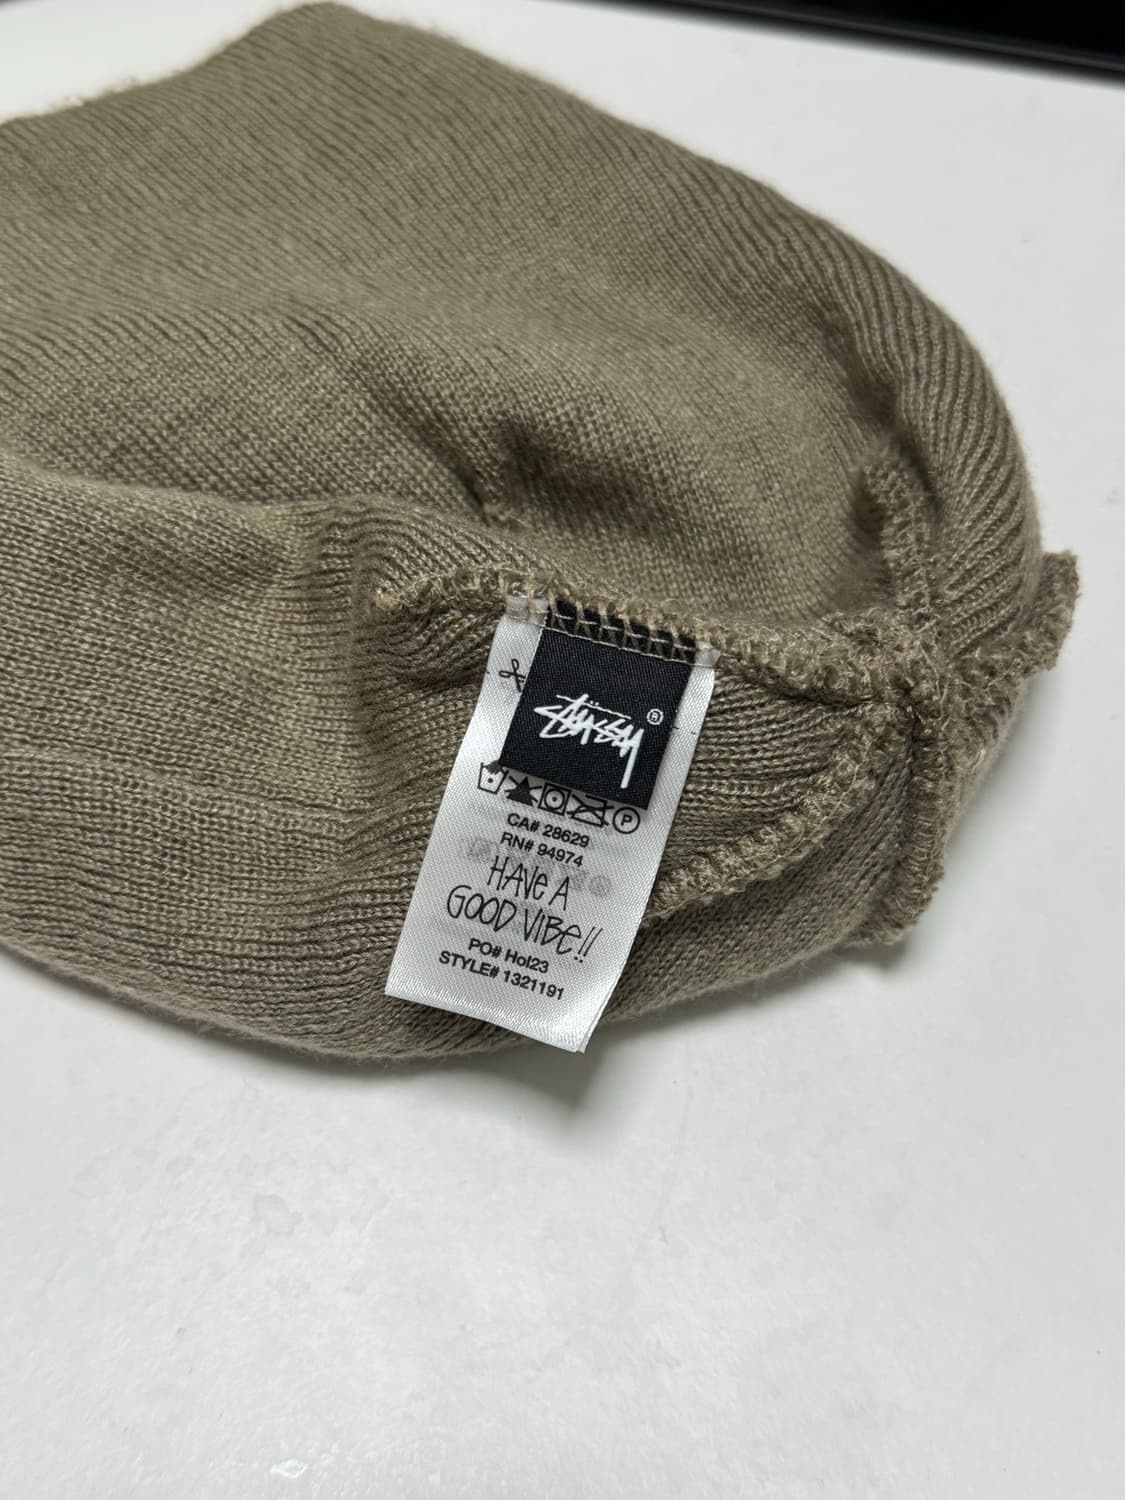 STÜSSY ®
P
CA# 28629
RN# 94974
HAVE A
GOOD VIBE!!
PO# Hol23
STYLE# 1321191